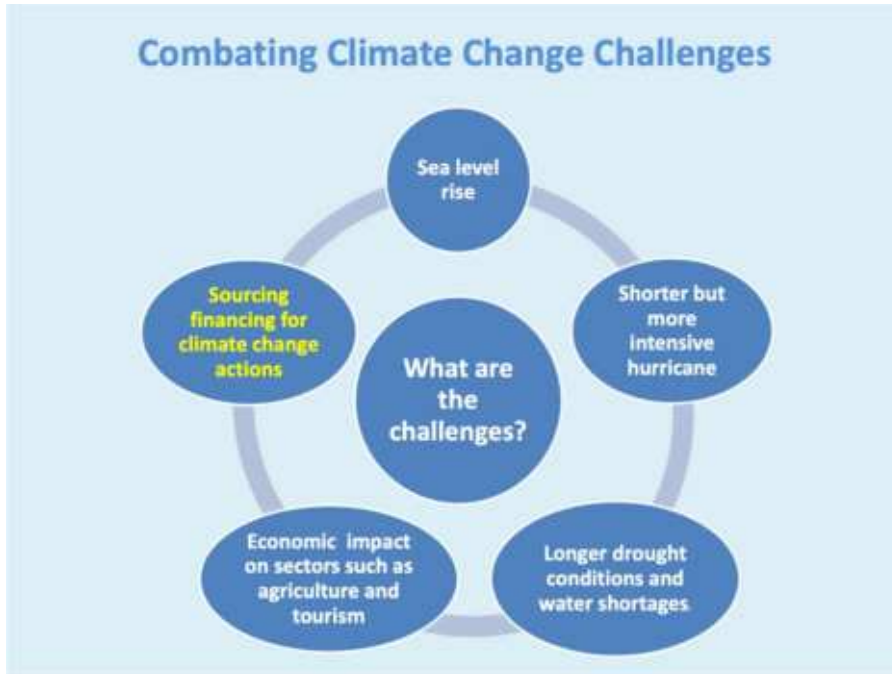 Combating Climate Change Challenges
Sea level
rise
Shorter but
more
intensive
hurricane
Longer drought
conditions and
water shortages
Economic impact
on sectors such as
agriculture and
tourism
Sourcing
financing for
climate change
actions
What are
the
challenges?